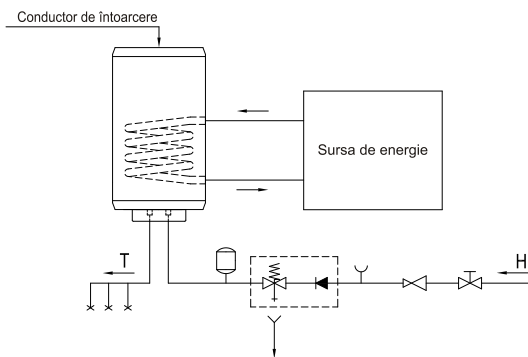 Conductor de întoarcere
Sursa de energie
T
H